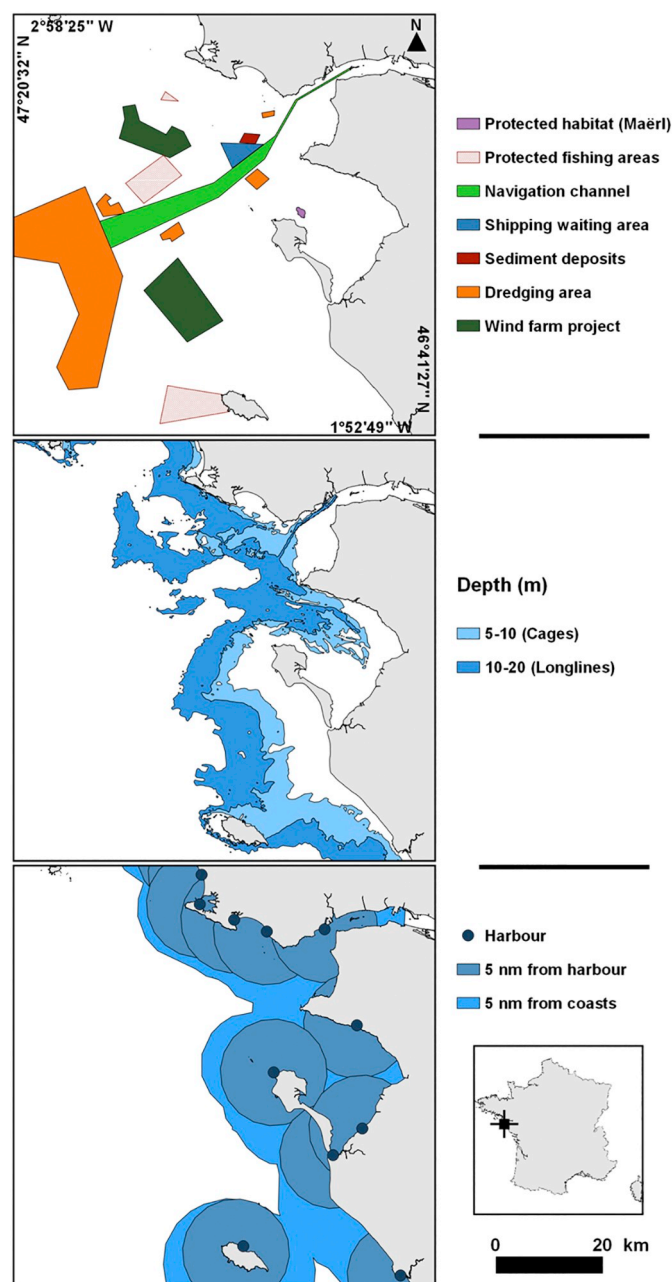 2°58'25'' W
47°20'32'' N
N
46°41'27'' N
1°52'49'' W
Protected habitat (Maërl)
Protected fishing areas
Navigation channel
Shipping waiting area
Sediment deposits
Dredging area
Wind farm project
Depth (m)
5-10 (Cages)
10-20 (Longlines)
Harbour
5 nm from harbour
5 nm from coasts
0 20 km